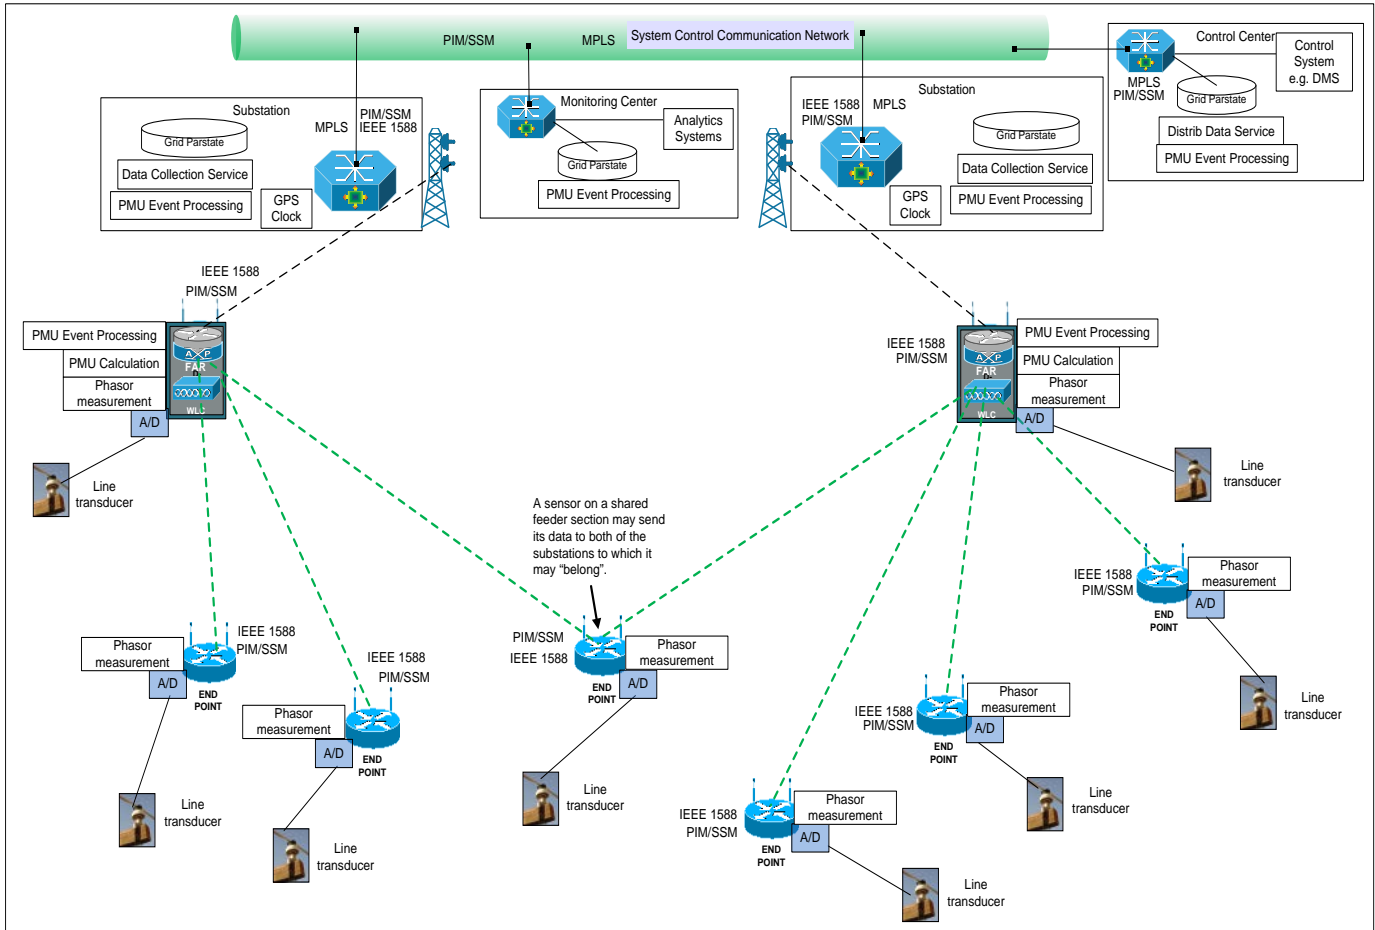 PIM/SSM
MPLS
System Control Communication Network
Control Center
Control
System
e.g. DMS
MPLS
PIM/SSM
Grid Parstate
Distrib Data Service
PMU Event Processing
Substation
PIM/SSM
MPLS
IEEE 1588
Grid Parstate
Data Collection Service
PMU Event Processing
GPS
Clock
Monitoring Center
Analytics
Systems
Grid Parstate
PMU Event Processing
Substation
IEEE 1588
MPLS
PIM/SSM
Grid Parstate
Data Collection Service
GPS
Clock
PMU Event Processing
IEEE 1588
PIM/SSM
PMU Event Processing
PMU Calculation
Phasor
measurement
A/D
AXP
FAR
WLC
Line
transducer
IEEE 1588
PIM/SSM
AXP
FAR
WLC
PMU Event Processing
PMU Calculation
Phasor
measurement
A/D
Line
transducer
A sensor on a shared
feeder section may send
its data to both of the
substations to which it
may “belong”.
IEEE 1588
PIM/SSM
Phasor
measurement
A/D
END
POINT
Line
transducer
IEEE 1588
PIM/SSM
Phasor
measurement
A/D
END
POINT
Line
transducer
PIM/SSM
IEEE 1588
Phasor
measurement
A/D
END
POINT
Line
transducer
IEEE 1588
PIM/SSM
Phasor
measurement
A/D
END
POINT
Line
transducer
IEEE 1588
PIM/SSM
Phasor
measurement
A/D
END
POINT
Line
transducer
IEEE 1588
PIM/SSM
Phasor
measurement
A/D
END
POINT
Line
transducer